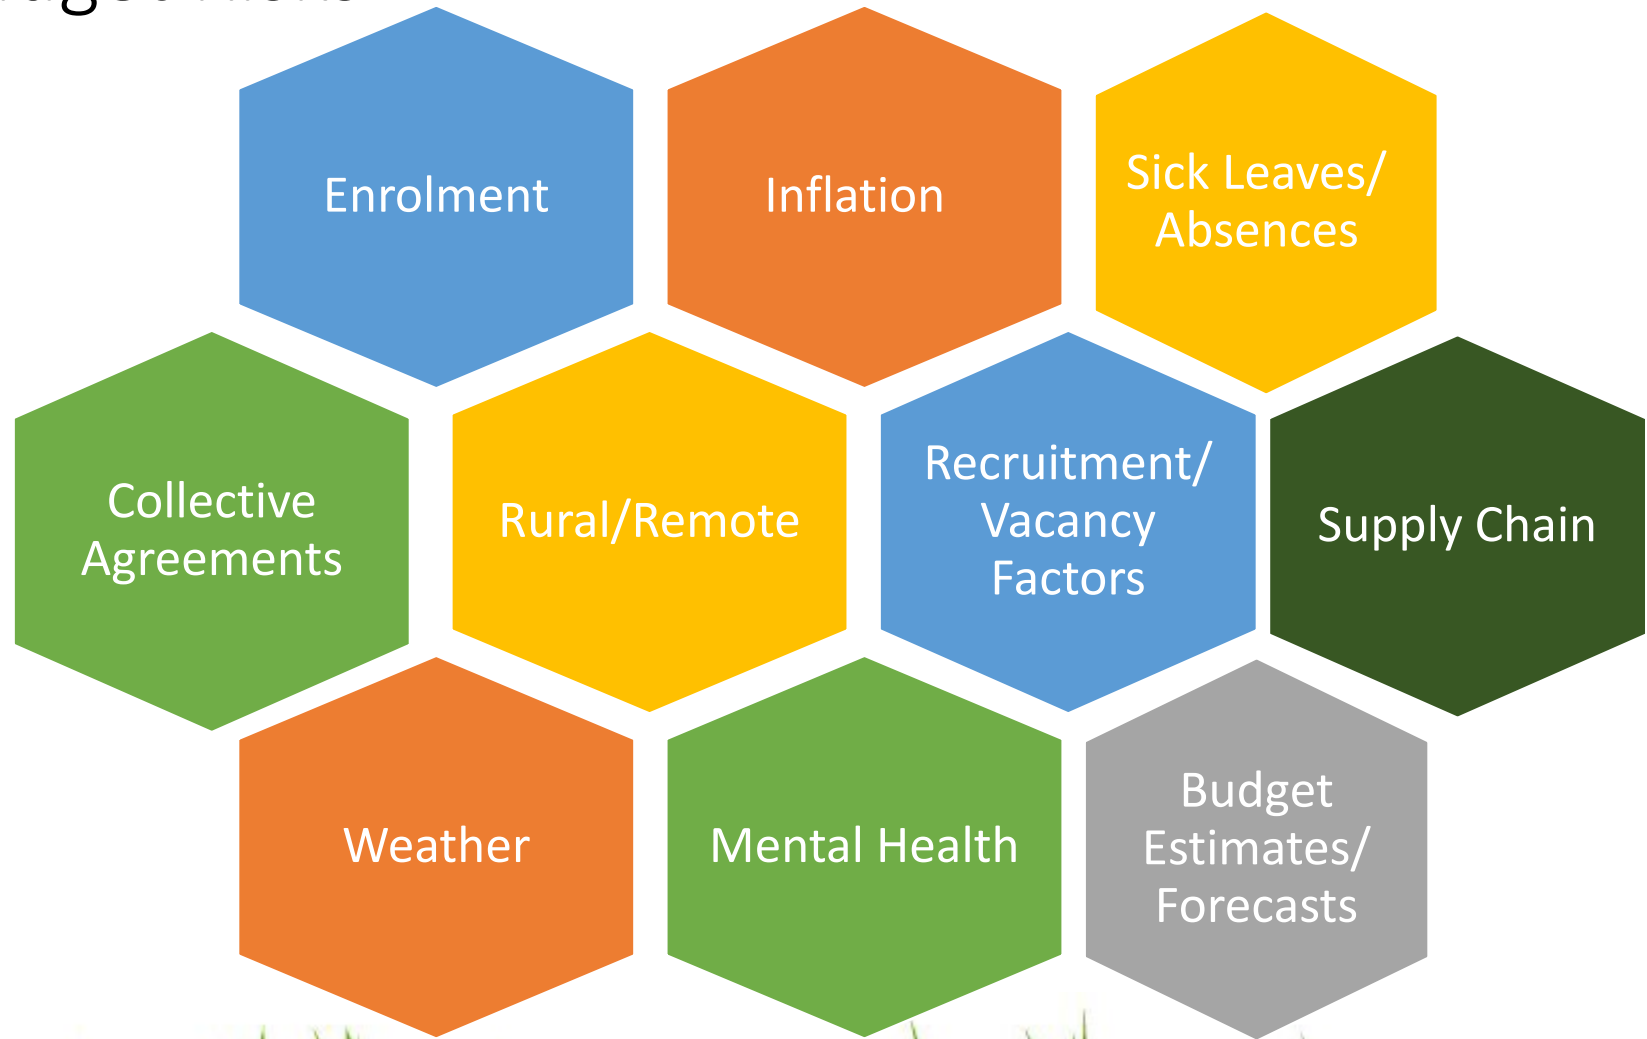 Enrolment
Inflation
Sick Leaves/
Absences
Collective
Agreements
Rural/Remote
Recruitment/
Vacancy
Factors
Supply Chain
Weather
Mental Health
Budget
Estimates/
Forecasts